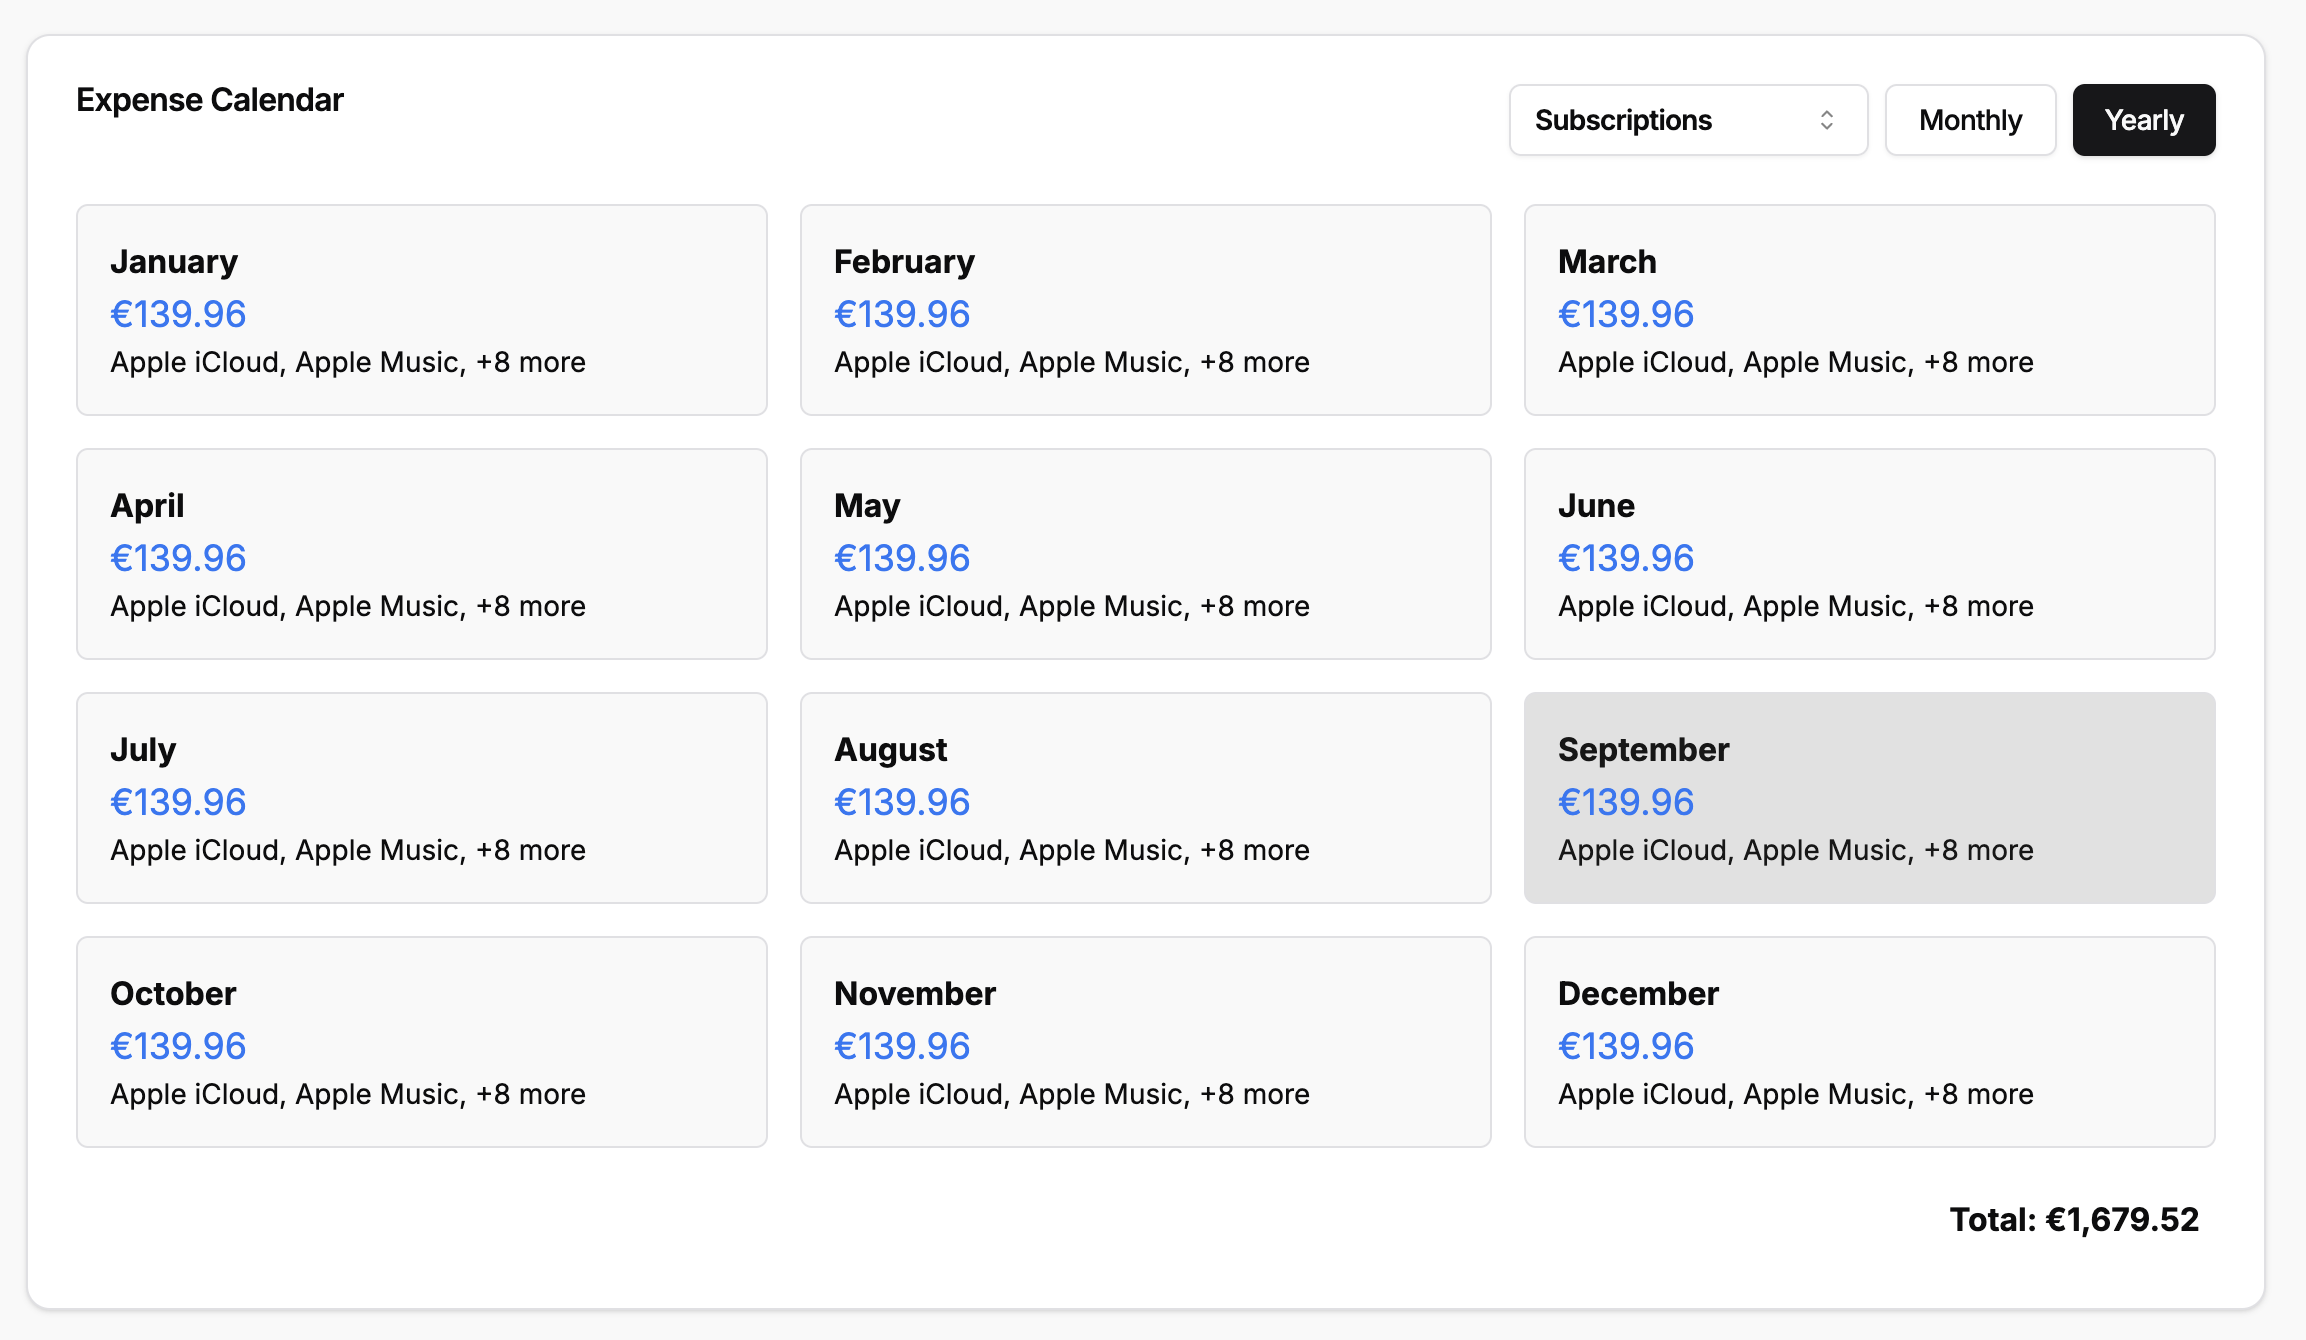 Expense Calendar
Subscriptions
Monthly
Yearly
January
€139.96
Apple iCloud, Apple Music, +8 more
February
€139.96
Apple iCloud, Apple Music, +8 more
March
€139.96
Apple iCloud, Apple Music, +8 more
April
€139.96
Apple iCloud, Apple Music, +8 more
May
€139.96
Apple iCloud, Apple Music, +8 more
June
€139.96
Apple iCloud, Apple Music, +8 more
July
€139.96
Apple iCloud, Apple Music, +8 more
August
€139.96
Apple iCloud, Apple Music, +8 more
September
€139.96
Apple iCloud, Apple Music, +8 more
October
€139.96
Apple iCloud, Apple Music, +8 more
November
€139.96
Apple iCloud, Apple Music, +8 more
December
€139.96
Apple iCloud, Apple Music, +8 more
Total: €1,679.52